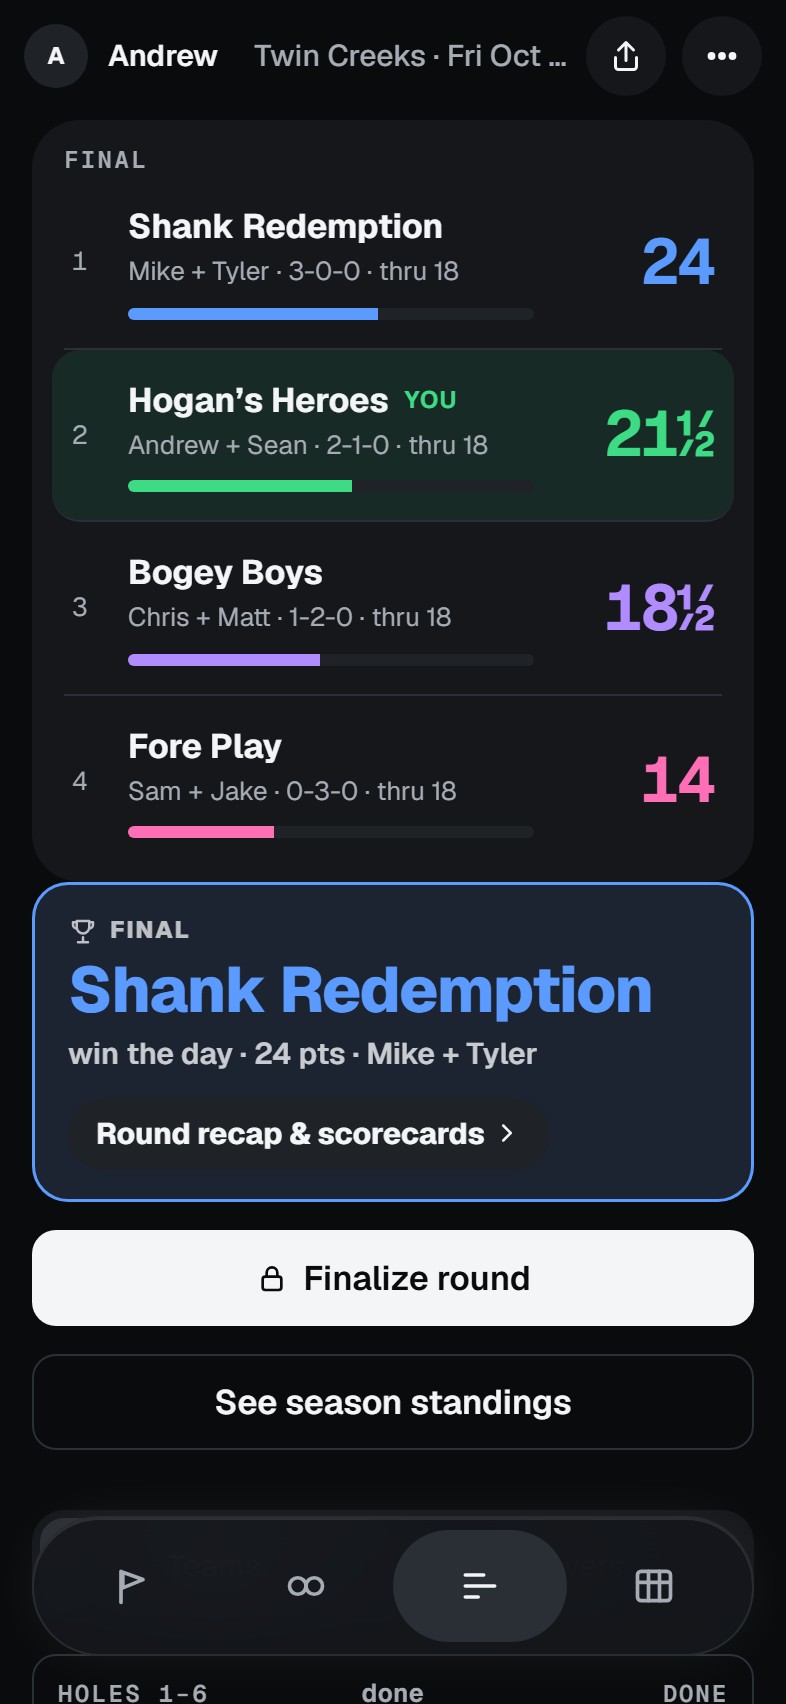 A Andrew Twin Creeks · Fri Oct ...
FINAL
1
Shank Redemption
Mike + Tyler · 3-0-0 · thru 18
24
2
Hogan’s Heroes YOU
Andrew + Sean · 2-1-0 · thru 18
21½
3
Bogey Boys
Chris + Matt · 1-2-0 · thru 18
18½
4
Fore Play
Sam + Jake · 0-3-0 · thru 18
14
FINAL
Shank Redemption
win the day · 24 pts · Mike + Tyler
Round recap & scorecards
Finalize round
See season standings
HOLES 1-6 done DONE